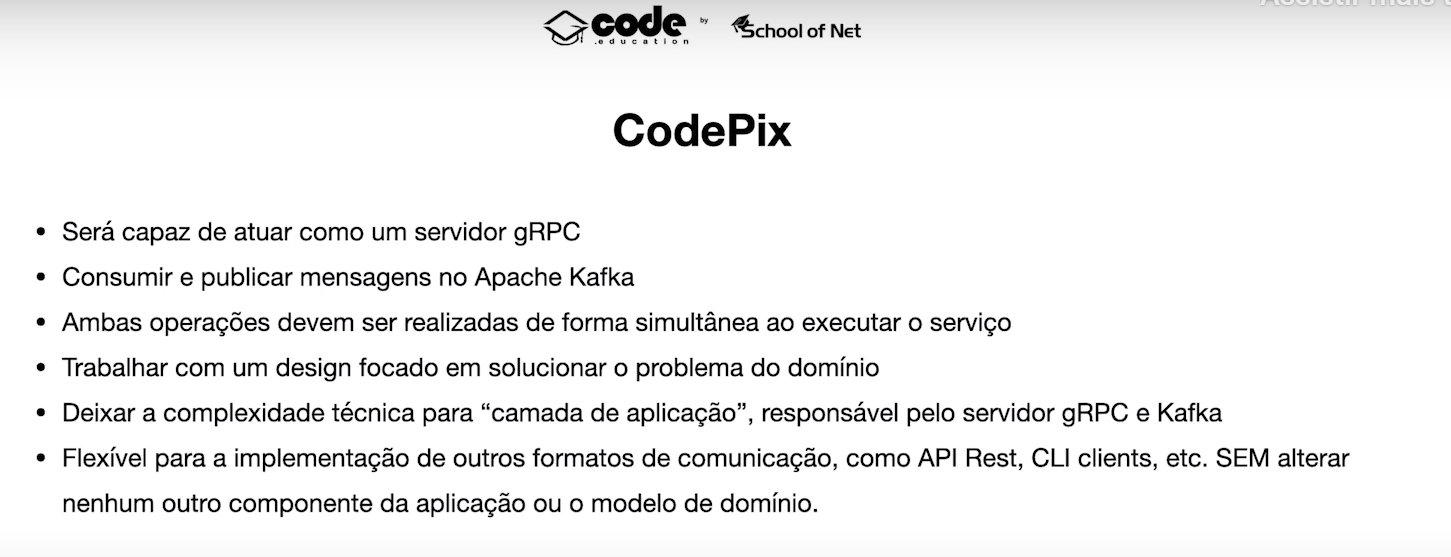 code
.education
by
School of Net
CodePix
• Será capaz de atuar como um servidor gRPC
• Consumir e publicar mensagens no Apache Kafka
• Ambas operações devem ser realizadas de forma simultânea ao executar o serviço
• Trabalhar com um design focado em solucionar o problema do domínio
• Deixar a complexidade técnica para “camada de aplicação”, responsável pelo servidor gRPC e Kafka
• Flexível para a implementação de outros formatos de comunicação, como API Rest, CLI clients, etc. SEM alterar
nenhum outro componente da aplicação ou o modelo de domínio.